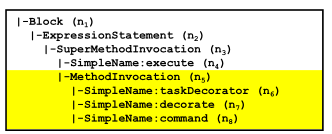 |-Block (n₁)
|-ExpressionStatement (n₂)
|-SuperMethodInvocation (n₃)
|-SimpleName:execute (n₄)
|-MethodInvocation (n₅)
|-SimpleName:taskDecorator (n₆)
|-SimpleName:decorate (n₇)
|-SimpleName:command (n₈)